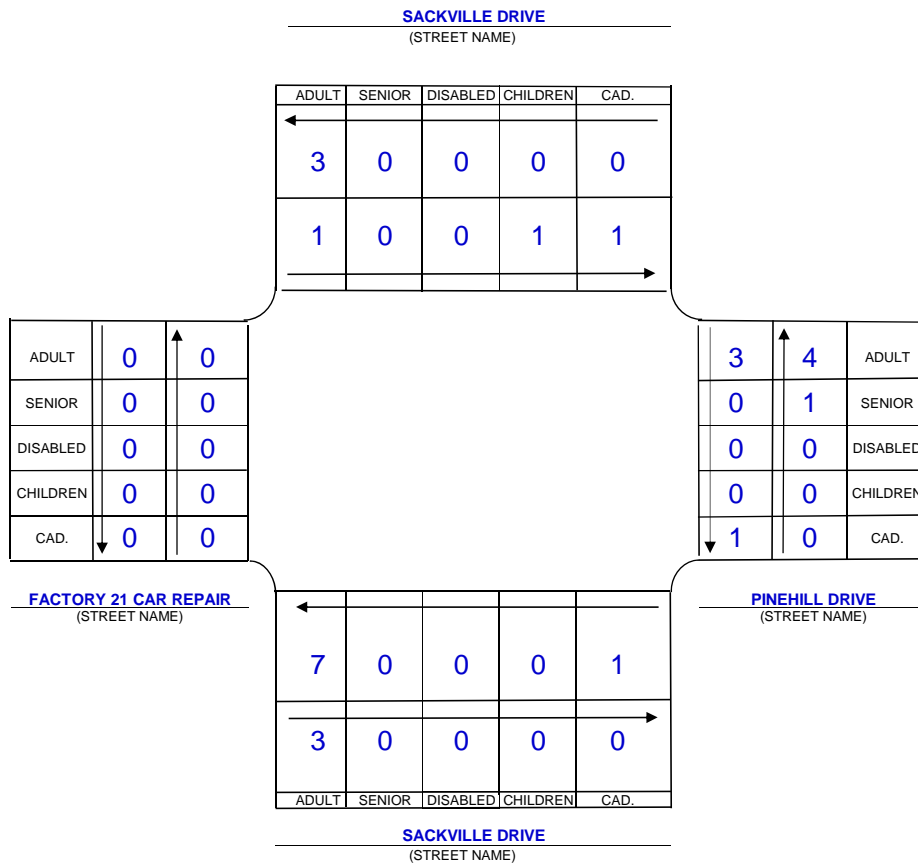 SACKVILLE DRIVE
(STREET NAME)
ADULT SENIOR DISABLED CHILDREN CAD.
3 0 0 0 0
1 0 0 1 1
ADULT 0 0
SENIOR 0 0
DISABLED 0 0
CHILDREN 0 0
CAD. 0 0
FACTORY 21 CAR REPAIR
(STREET NAME)
3 4 ADULT
0 1 SENIOR
0 0 DISABLED
0 0 CHILDREN
1 0 CAD.
PINEHILL DRIVE
(STREET NAME)
7 0 0 0 1
3 0 0 0 0
ADULT SENIOR DISABLED CHILDREN CAD.
SACKVILLE DRIVE
(STREET NAME)